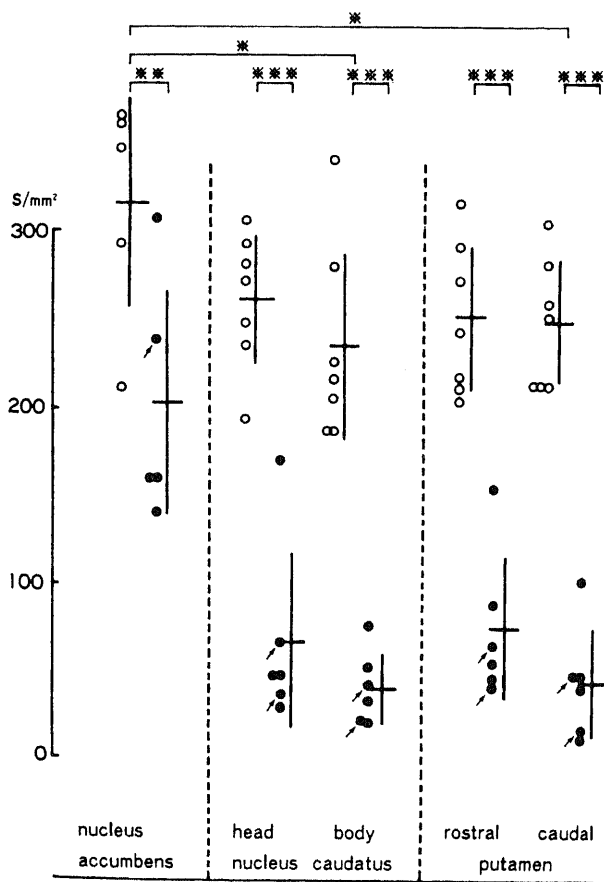 ※
※
※※ ※※※ ※※※ ※※※ ※※※
S/mm²
300
200
100
0
nucleus head body rostral caudal
accumbens nucleus caudatus putamen